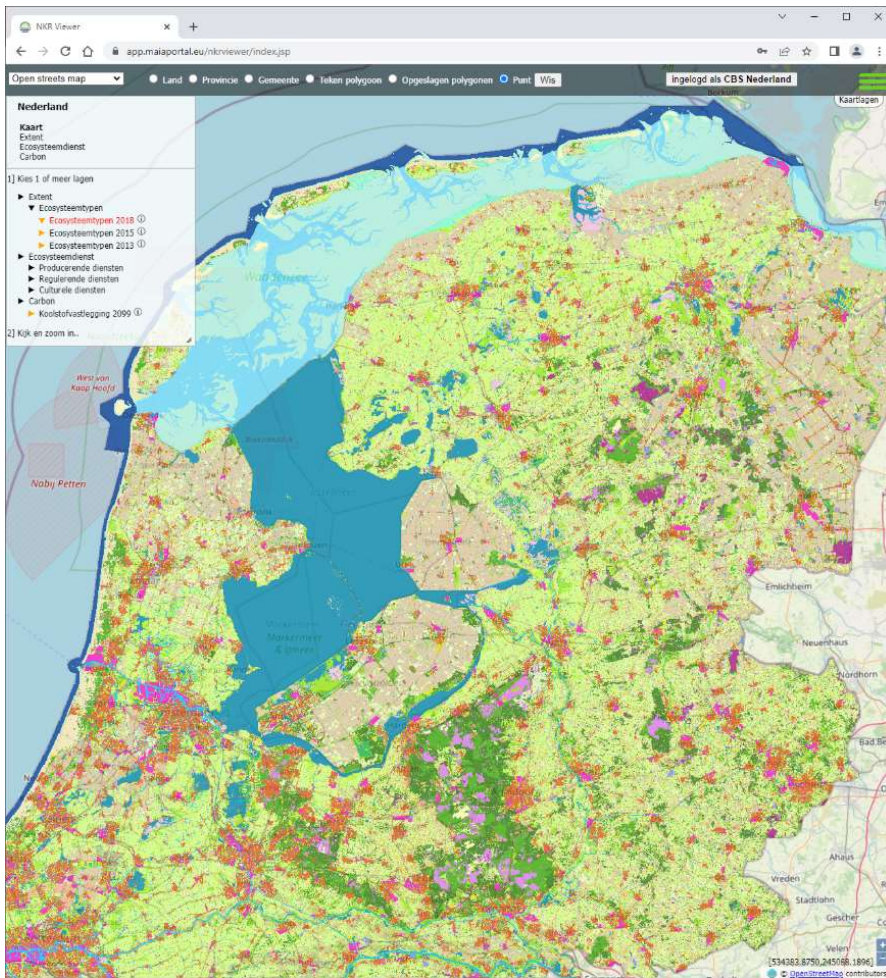 NKR Viewer
app.maiaportal.eu/nkrviewer/index.jsp
Open streets map Land Provincie Gemeente Teken polygoon Opgeslagen polygonen Punt Wis ingelogd als CBS Nederland
Kaartlagen
Nederland
Kaart
Extent
Ecosysteemdienst
Carbon
1] Kies 1 of meer lagen
Extent
Ecosysteemtypen
Ecosysteemtypen 2018
Ecosysteemtypen 2015
Ecosysteemtypen 2013
Ecosysteemdienst
Producerende diensten
Regulerende diensten
Culturele diensten
Carbon
Koolstofvastlegging 2099
2] Kijk en zoom in..
West van
Kaap Hoofd
Nabij Petten
Markermeer
Emlichheim
Neuenhaus
Nordhorn
Ahaus
Vreden
Stadtlohn
Gescher
Velen
[534383.8750,245068.1896]
© OpenStreetMap contributors